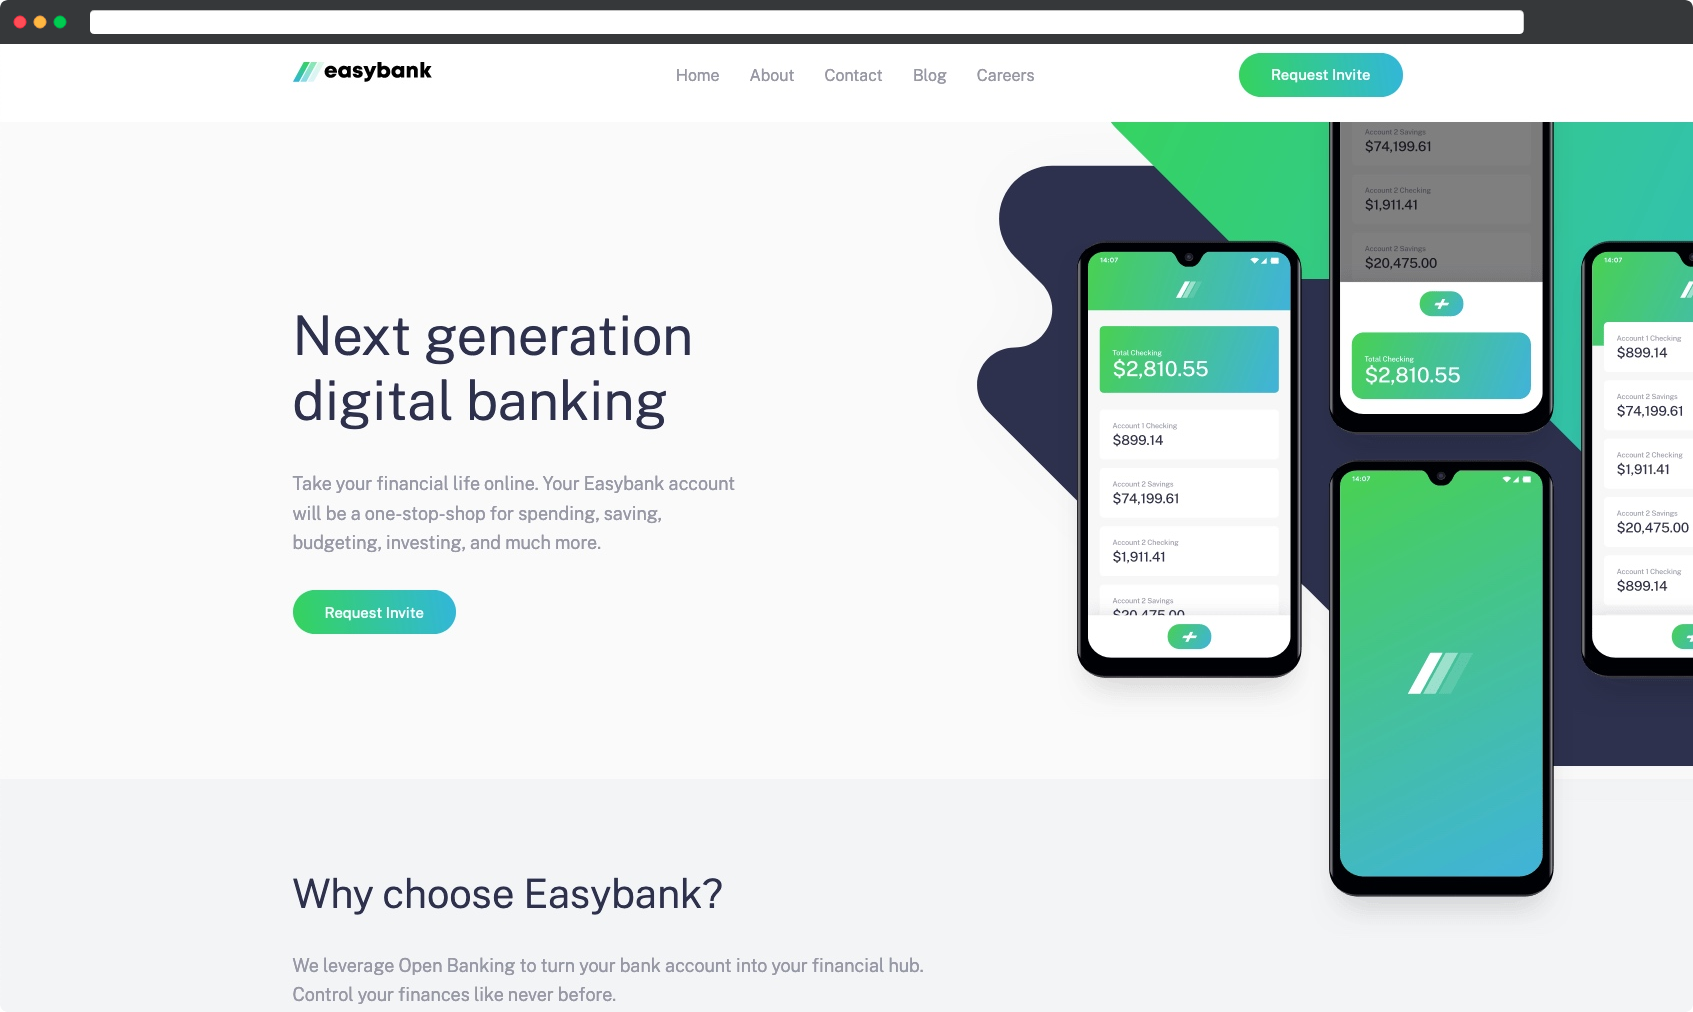 easybank
Home
About
Contact
Blog
Careers
Request Invite
Next generation
digital banking
Take your financial life online. Your Easybank account
will be a one-stop-shop for spending, saving,
budgeting, investing, and much more.
Request Invite
14:07
Total Checking
$2,810.55
Account 1 Checking
$899.14
Account 2 Savings
$74,199.61
Account 2 Checking
$1,911.41
Account 2 Savings
$20,475.00
Account 2 Savings
$74,199.61
Account 2 Checking
$1,911.41
Account 2 Savings
$20,475.00
Total Checking
$2,810.55
14:07
14:07
Account 1 Checking
$899.14
Account 2 Savings
$74,199.61
Account 2 Checking
$1,911.41
Account 2 Savings
$20,475.00
Account 1 Checking
$899.14
Why choose Easybank?
We leverage Open Banking to turn your bank account into your financial hub.
Control your finances like never before.